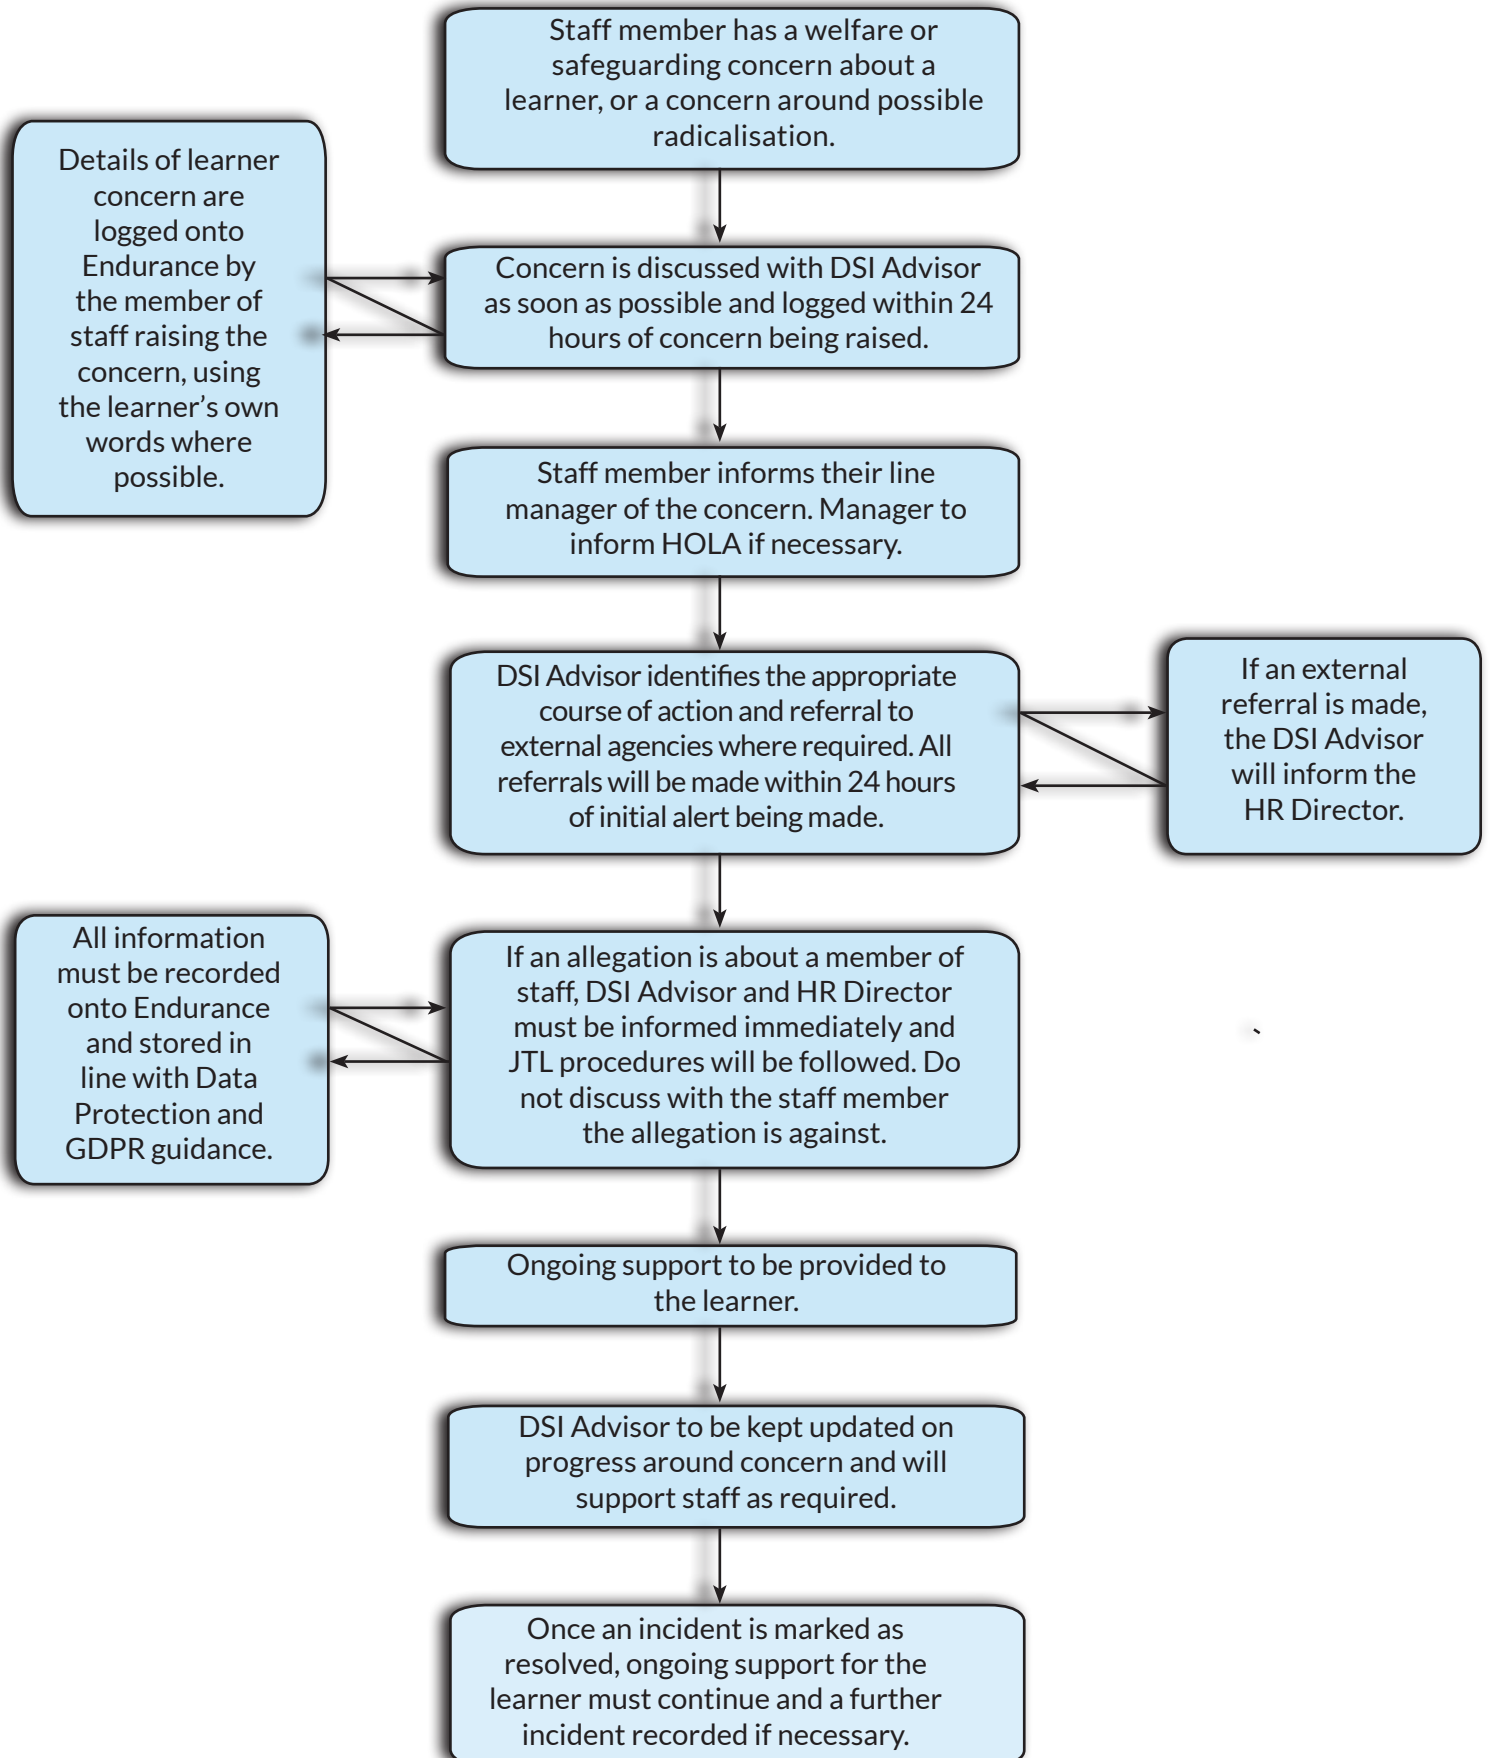 Staff member has a welfare or
safeguarding concern about a
learner, or a concern around possible
radicalisation.
Details of learner
concern are
logged onto
Endurance by
the member of
staff raising the
concern, using
the learner’s own
words where
possible.
Concern is discussed with DSI Advisor
as soon as possible and logged within 24
hours of concern being raised.
Staff member informs their line
manager of the concern. Manager to
inform HOLA if necessary.
DSI Advisor identifies the appropriate
course of action and referral to
external agencies where required. All
referrals will be made within 24 hours
of initial alert being made.
If an external
referral is made,
the DSI Advisor
will inform the
HR Director.
All information
must be recorded
onto Endurance
and stored in
line with Data
Protection and
GDPR guidance.
If an allegation is about a member of
staff, DSI Advisor and HR Director
must be informed immediately and
JTL procedures will be followed. Do
not discuss with the staff member
the allegation is against.
Ongoing support to be provided to
the learner.
DSI Advisor to be kept updated on
progress around concern and will
support staff as required.
Once an incident is marked as
resolved, ongoing support for the
learner must continue and a further
incident recorded if necessary.